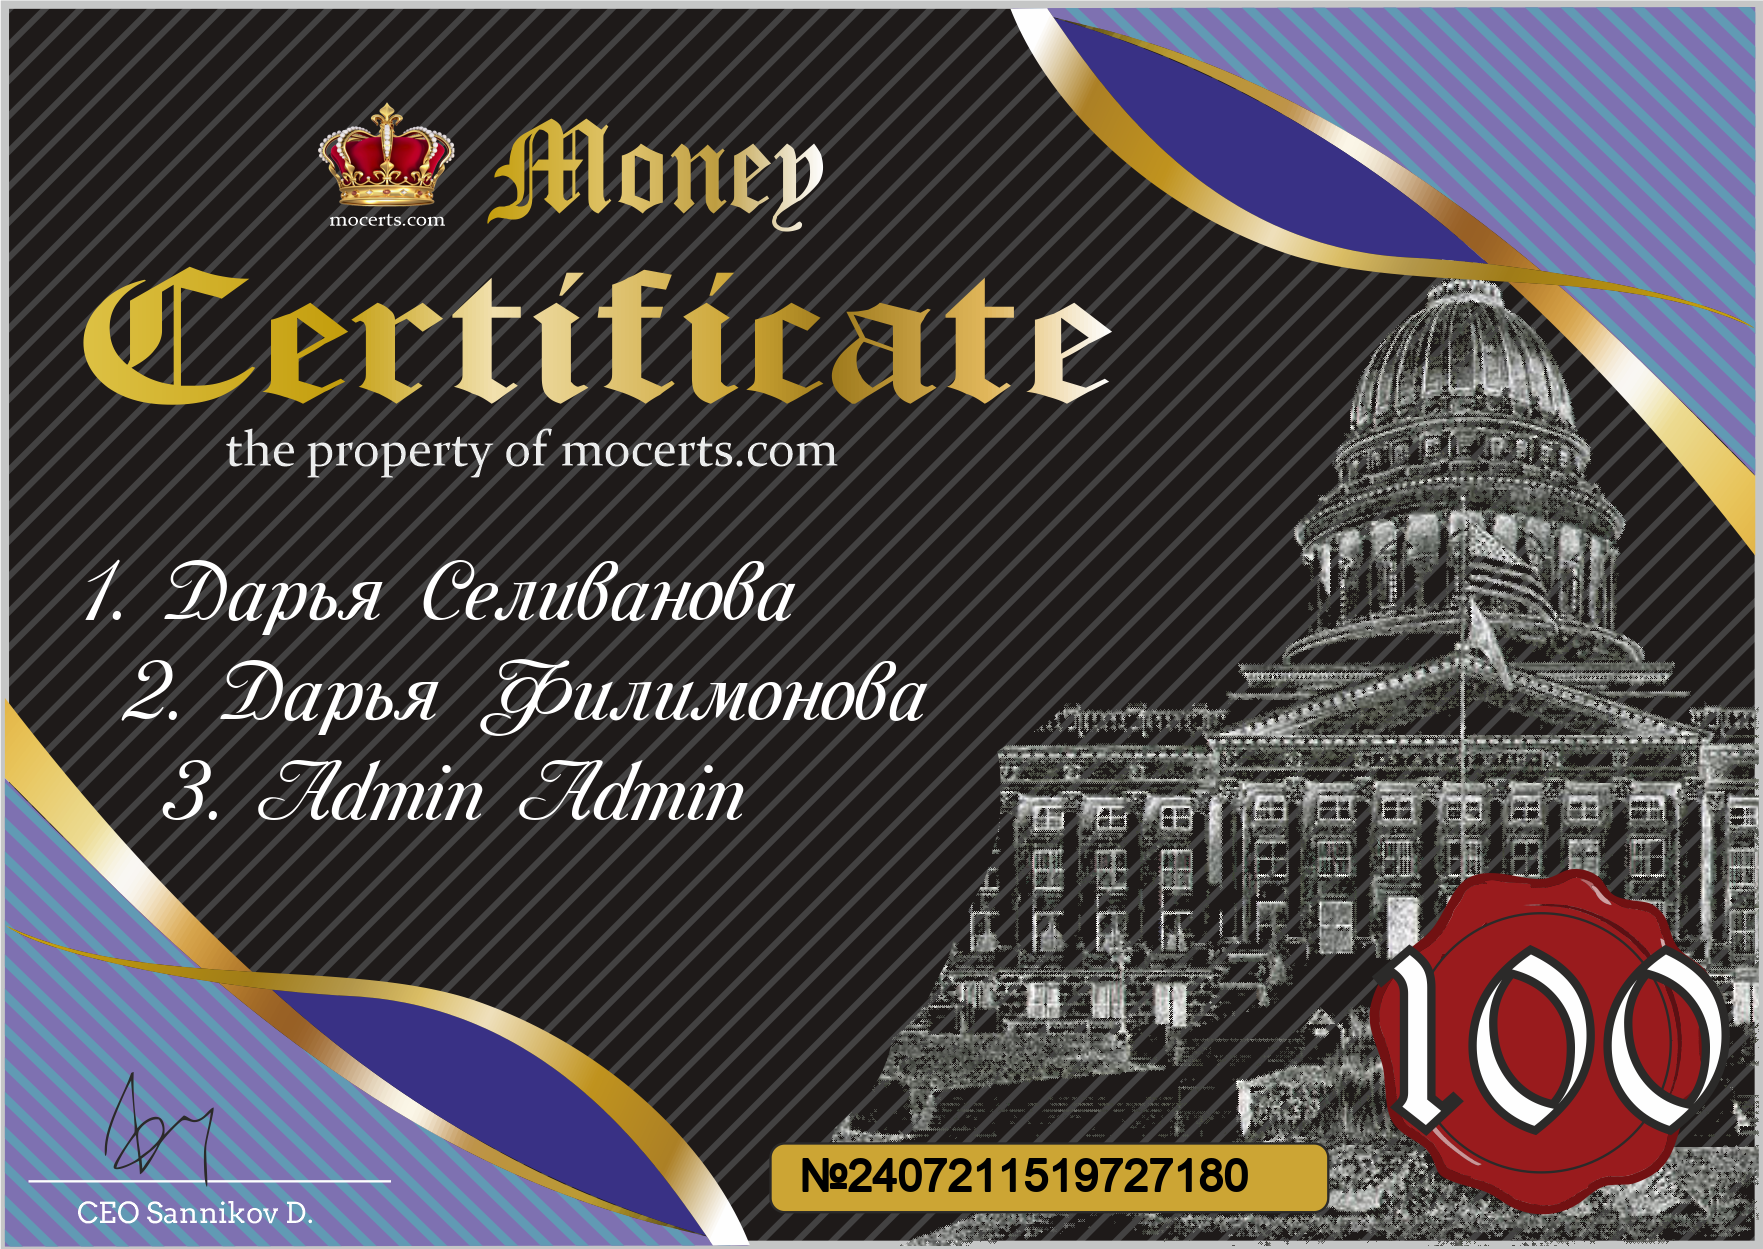 Money
mocerts.com
Certificate
the property of mocerts.com
1. Дарья Селиванова
2. Дарья Филимонова
3. Admin Admin
100
№2407211519727180
CEO Sannikov D.